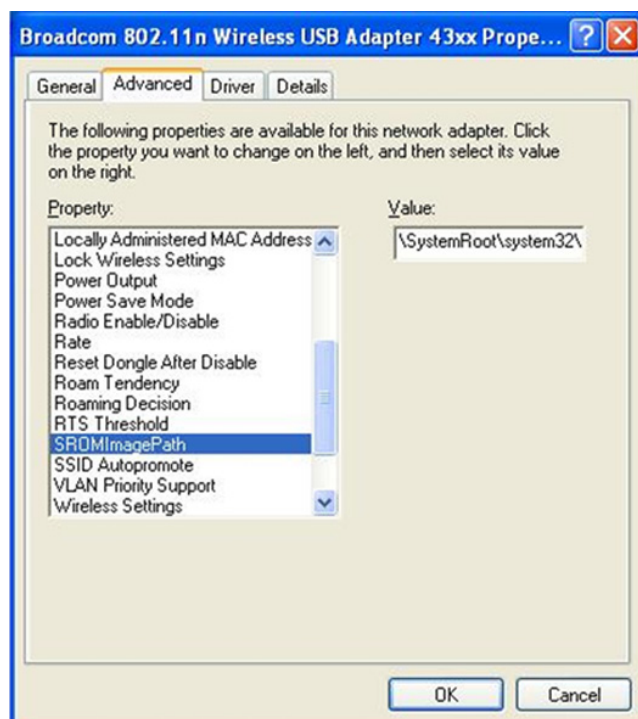 Broadcom 802.11n Wireless USB Adapter 43xx Prope...
General Advanced Driver Details
The following properties are available for this network adapter. Click
the property you want to change on the left, and then select its value
on the right.
Property:
Value:
Locally Administered MAC Address
Lock Wireless Settings
Power Output
Power Save Mode
Radio Enable/Disable
Rate
Reset Dongle After Disable
Roam Tendency
Roaming Decision
RTS Threshold
SROMImagePath
SSID Autopromote
VLAN Priority Support
Wireless Settings
\SystemRoot\system32\
OK Cancel